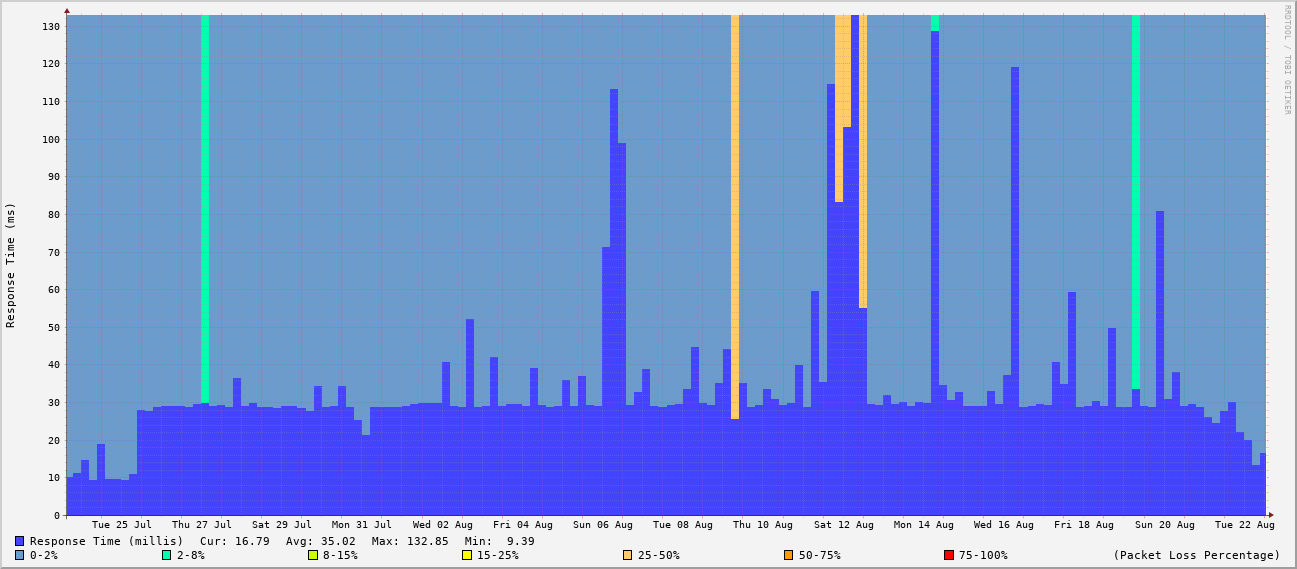 RRDTOOL / TOBI OETIKER
Response Time (ms)
130
120
110
100
90
80
70
60
50
40
30
20
10
0
Tue 25 Jul Thu 27 Jul Sat 29 Jul Mon 31 Jul Wed 02 Aug Fri 04 Aug Sun 06 Aug Tue 08 Aug Thu 10 Aug Sat 12 Aug Mon 14 Aug Wed 16 Aug Fri 18 Aug Sun 20 Aug Tue 22 Aug
Response Time (millis) Cur: 16.79 Avg: 35.02 Max: 132.85 Min: 9.39
0-2% 2-8% 8-15% 15-25% 25-50% 50-75% 75-100% (Packet Loss Percentage)